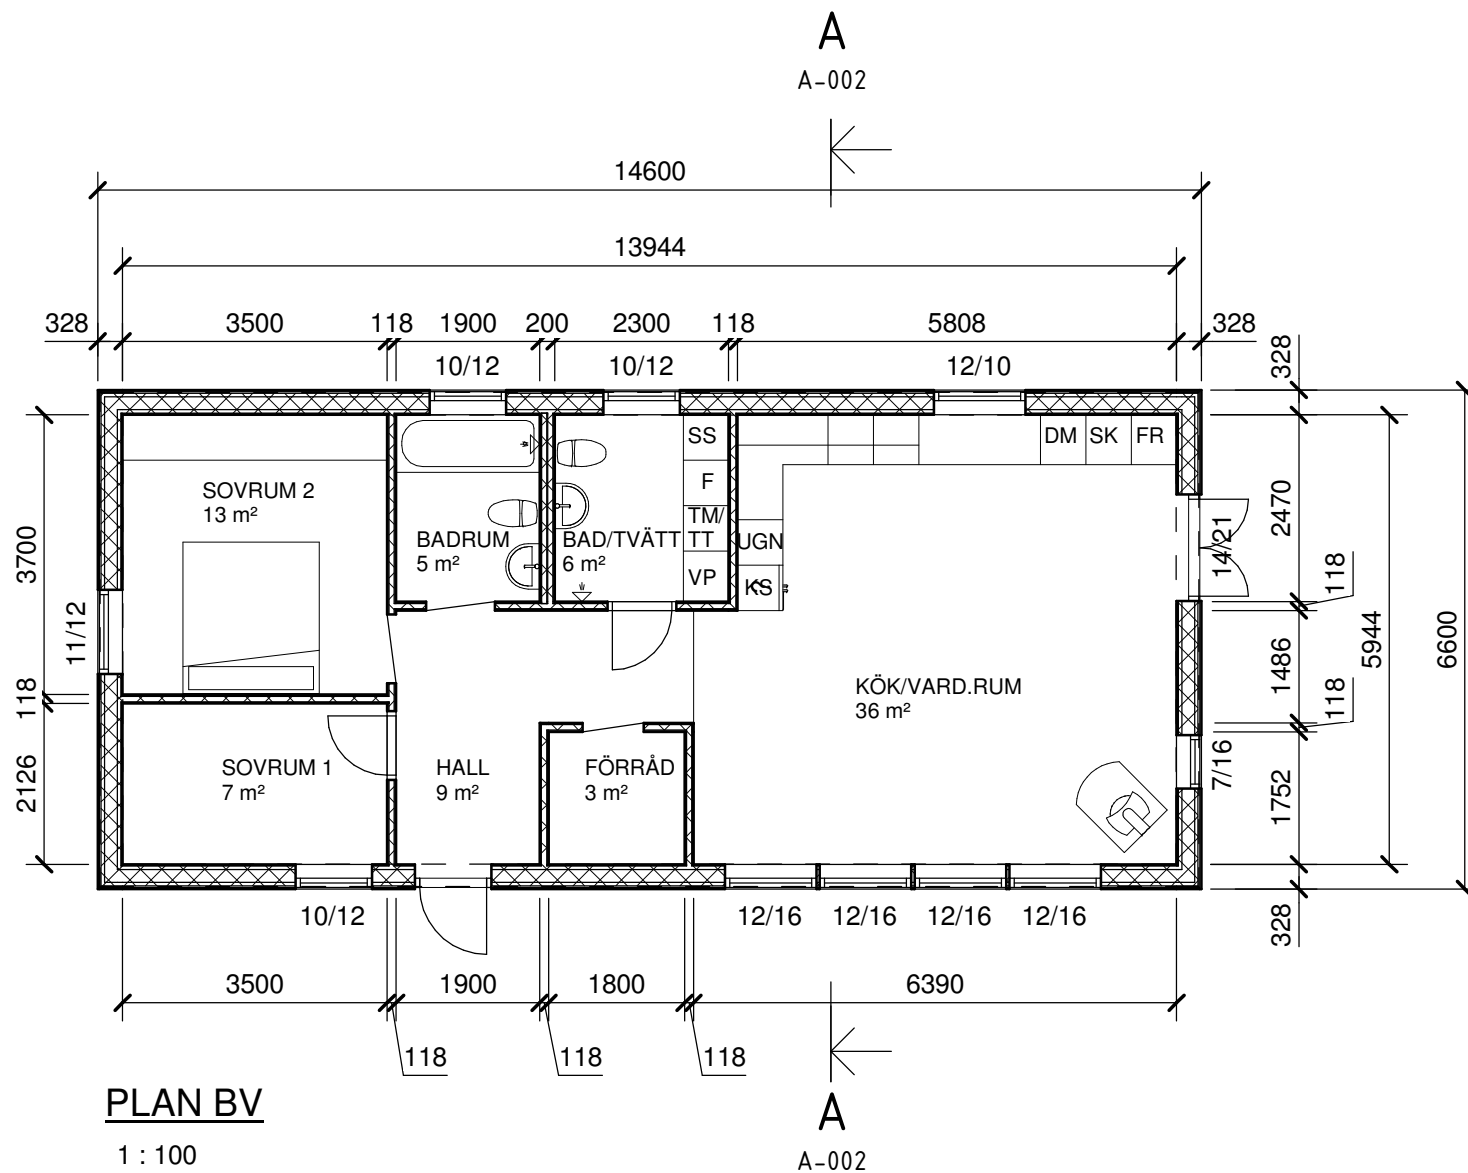 A
A-002
14600
13944
328 3500 118 1900 200 2300 118 5808 328
10/12 10/12 12/10
328
SS DM SK FR
SOVRUM 2
13 m²
F
TM/
TT
BADRUM
5 m²
BAD/TVÄTT
6 m²
UGN
VP
KS
14/21
2470
118
3700
11/12
118
2126
1486
118
5944
6600
KÖK/VARD.RUM
36 m²
7/16
1752
328
SOVRUM 1
7 m²
HALL
9 m²
FÖRRÅD
3 m²
10/12 12/16 12/16 12/16 12/16
3500 1900 1800 6390
118 118 118
PLAN BV
1 : 100
A
A-002